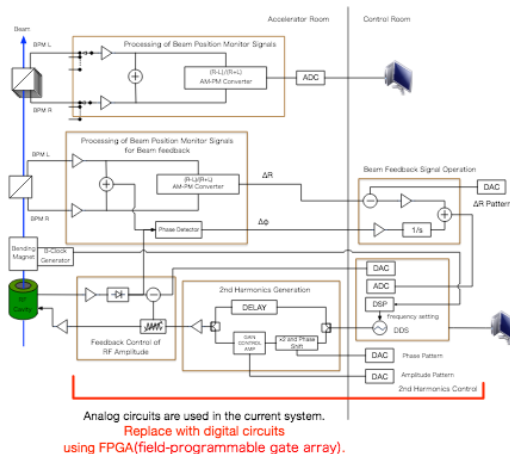 Accelerator Room
Control Room
Beam
BPM L
Processing of Beam Position Monitor Signals
(R-L)/(R+L)
AM-PM Converter
ADC
BPM R
Processing of Beam Position Monitor Signals
for Beam feedback
BPM L
(R-L)/(R+L)
AM-PM Converter
ΔR
Beam Feedback Signal Operation
DAC
ΔR Pattern
BPM R
Phase Detector
Δφ
1/s
Bending
Magnet
B-Clock
Generator
RF
Cavity
2nd Harmonics Generation
DELAY
GAIN
CONTROL
AMP
x2 and Phase
Shift
DAC
ADC
DSP
frequency setting
DDS
Feedback Control of
RF Amplitude
DAC
Phase Pattern
DAC
Amplitude Pattern
2nd Harmonics Control
Analog circuits are used in the current system.
Replace with digital circuits
using FPGA(field-programmable gate array).